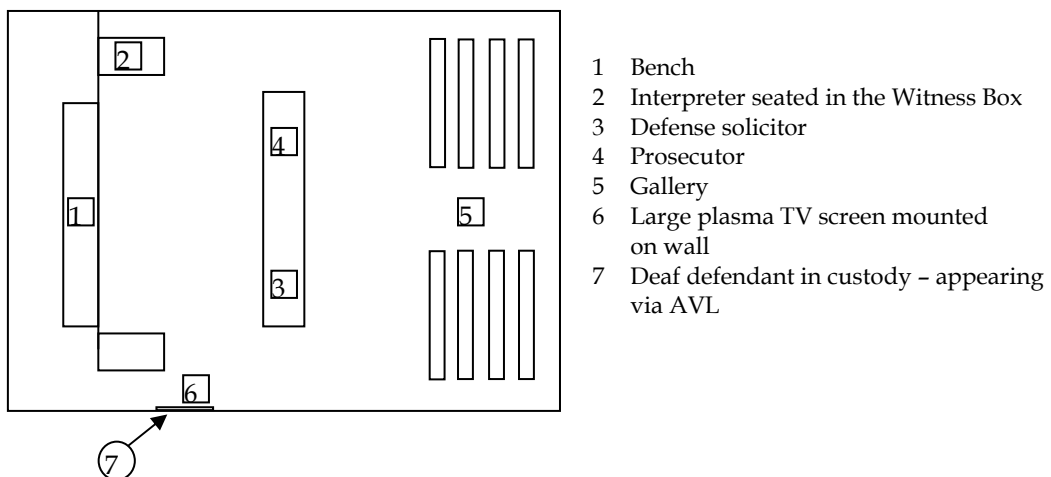 2
4
1
5
3
6
7
1 Bench
2 Interpreter seated in the Witness Box
3 Defense solicitor
4 Prosecutor
5 Gallery
6 Large plasma TV screen mounted
on wall
7 Deaf defendant in custody – appearing
via AVL